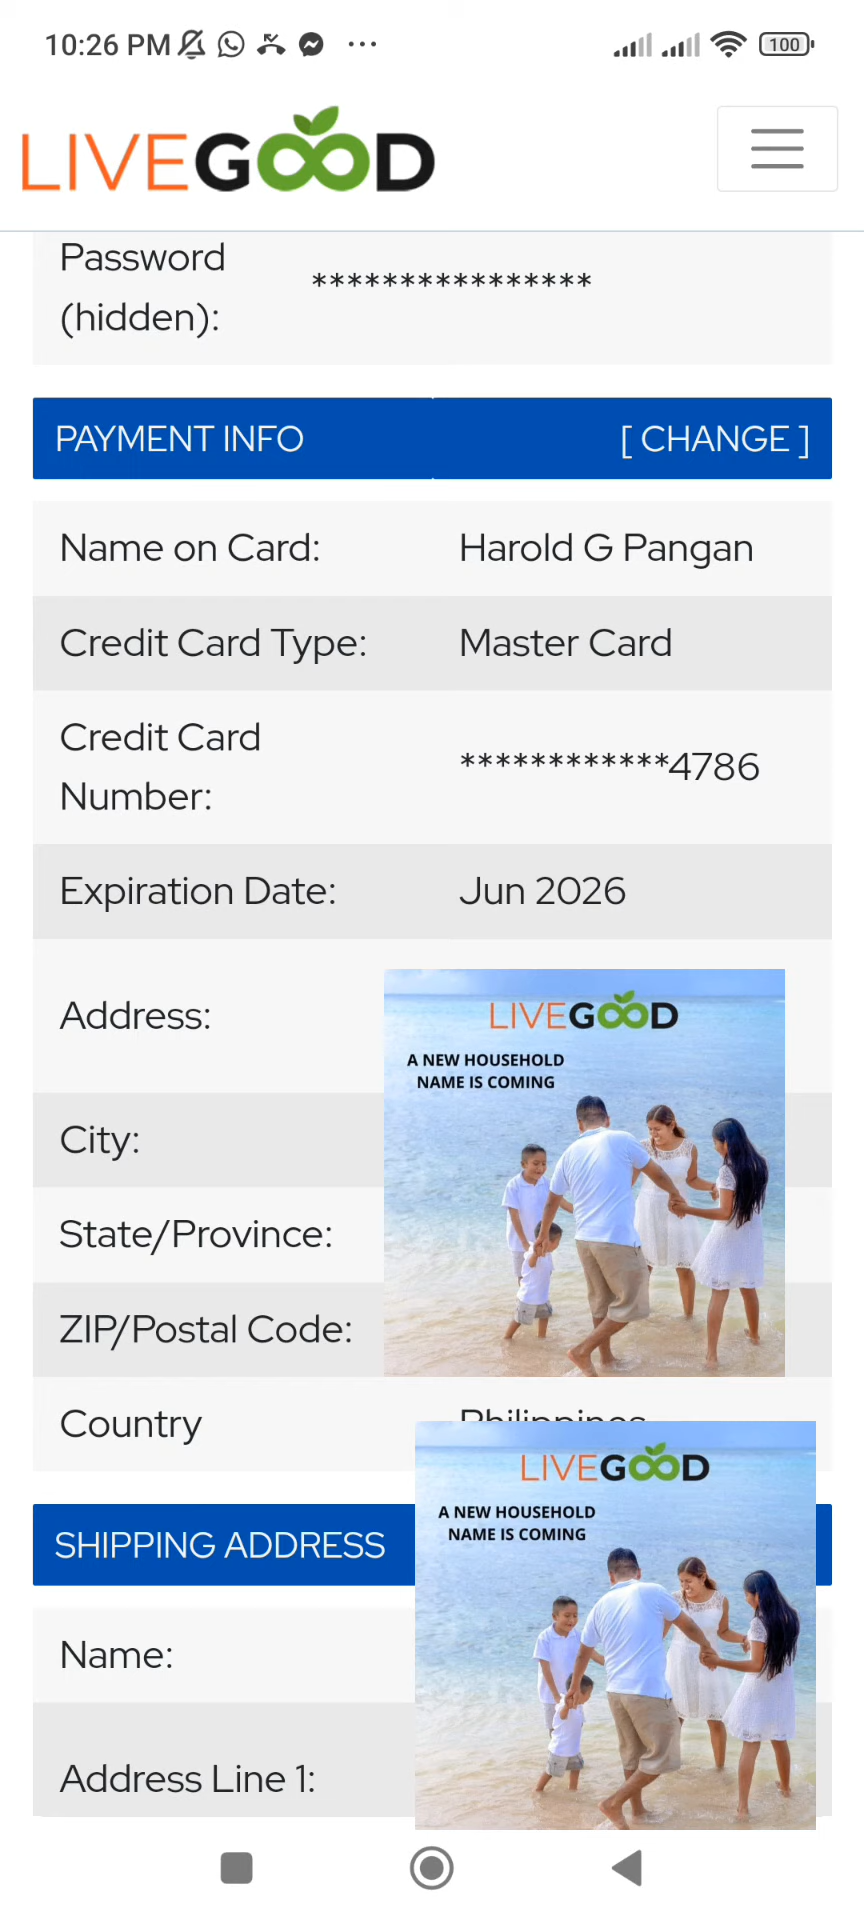 10:26 PM
100
LIVEGOOD
Password
(hidden):
****************
PAYMENT INFO [ CHANGE ]
Name on Card: Harold G Pangan
Credit Card Type: Master Card
Credit Card
Number:
************4786
Expiration Date: Jun 2026
Address:
LIVEGOOD
A NEW HOUSEHOLD
NAME IS COMING
City:
State/Province:
ZIP/Postal Code:
Country Philippines
SHIPPING ADDRESS
LIVEGOOD
A NEW HOUSEHOLD
NAME IS COMING
Name:
Address Line 1: